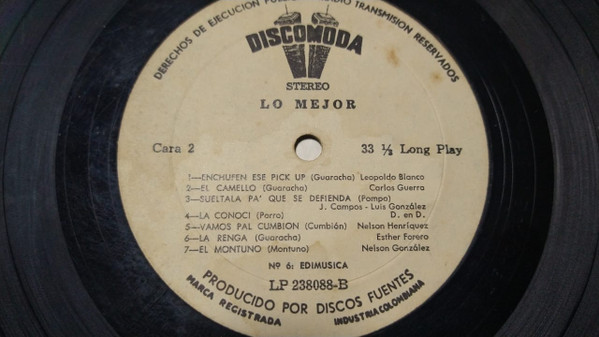 DERECHOS DE EJECUCION TRANSMISION RESERVADOS
DISCOMODA
STEREO
LO MEJOR
Cara 2
33 ½ Long Play
1—ENCHUFEN ESE PICK UP (Guaracha) Leopoldo Blanco
2—EL CAMELLO (Guaracha) Carlos Guerra
3—SUELTALA PA' QUE SE DEFIENDA (Pompo)
J. Campos - Luis González
4—LA CONOCI (Porro) D. en D.
5—VAMOS PAL CUMBION (Cumbión) Nelson Henríquez
6—LA RENGA (Guaracha) Esther Forero
7—EL MONTUNO (Montuno) Nelson González
Nº 6: EDIMUSICA
LP 238088-B
PRODUCIDO POR DISCOS FUENTES
MARCA REGISTRADA
INDUSTRIA COLOMBIANA